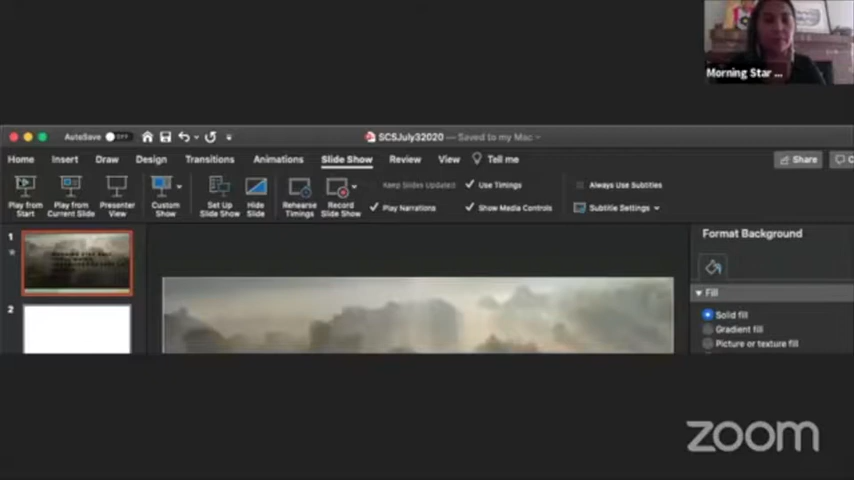 Morning Star ...
AutoSave OFF
SCSJuly32020 — Saved to my Mac
Home Insert Draw Design Transitions Animations Slide Show Review View Tell me Share
Play from Start
Play from Current Slide
Presenter View
Custom Show
Set Up Slide Show
Hide Slide
Rehearse Timings
Record Slide Show
Keep Slides Updated
Play Narrations
Use Timings
Show Media Controls
Always Use Subtitles
Subtitle Settings
1
2
Format Background
Fill
Solid fill
Gradient fill
Picture or texture fill
zoom